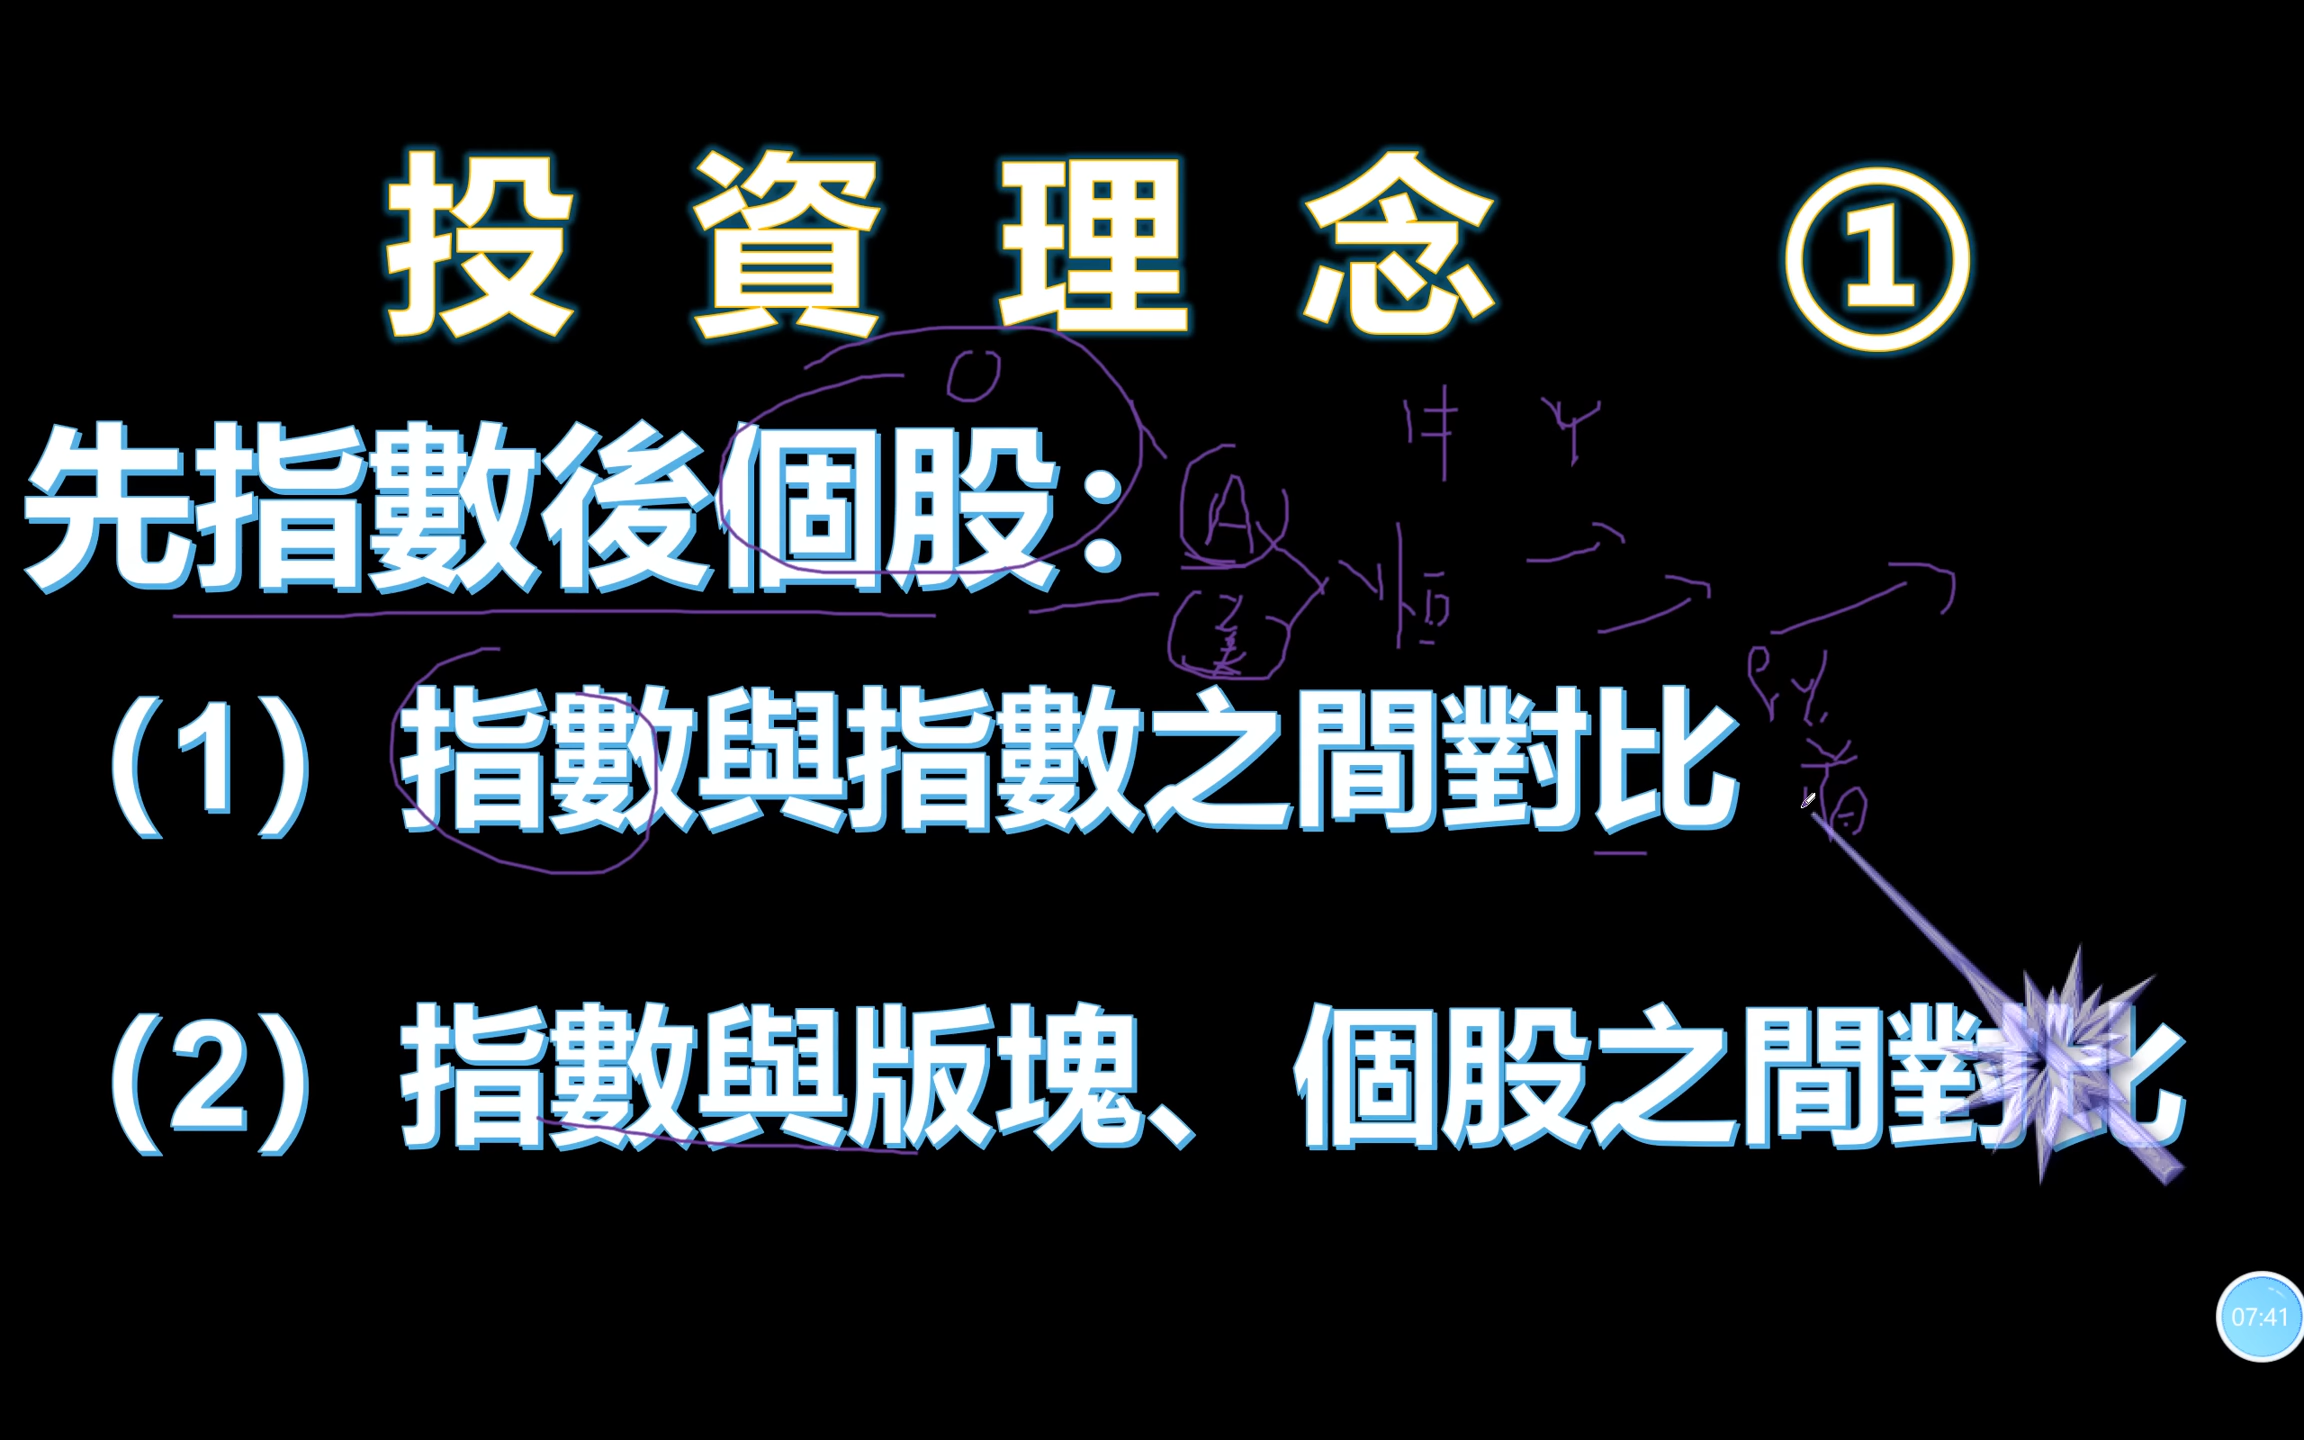 投資理念 ①
先指數後個股：
A
（1）指數與指數之間對比
（2）指數與版塊、個股之間對比
07:41